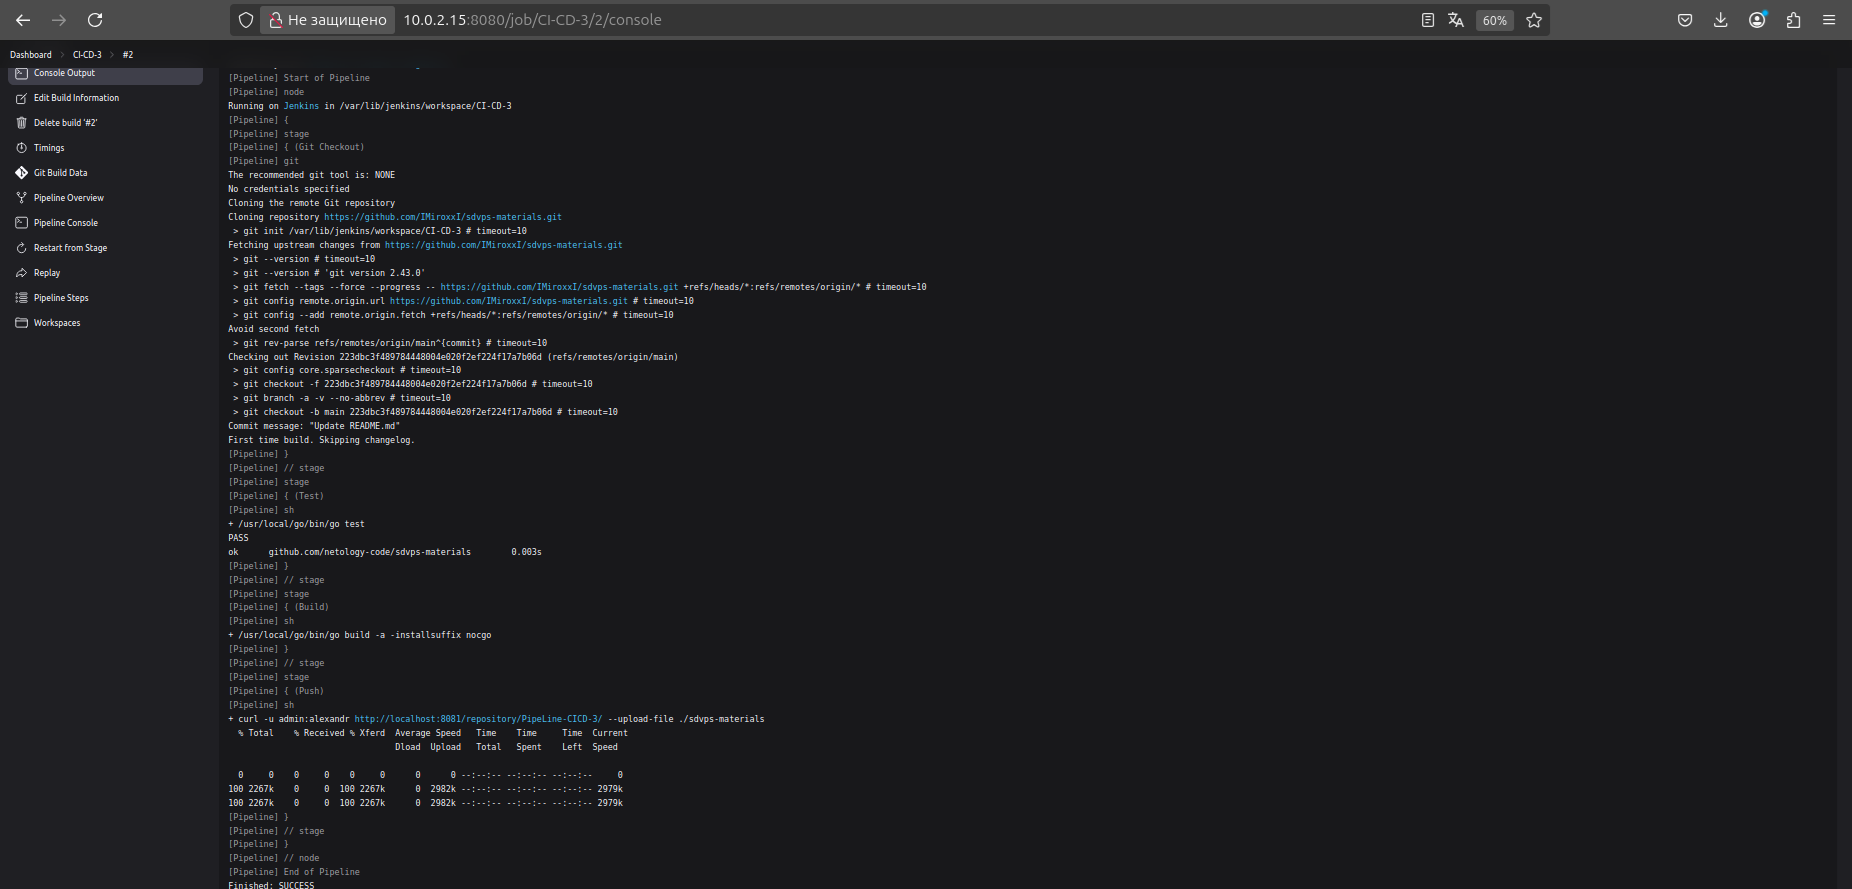 Не защищено 10.0.2.15:8080/job/CI-CD-3/2/console 60%
Dashboard CI-CD-3 #2
Console Output
Edit Build Information
Delete build ‘#2’
Timings
Git Build Data
Pipeline Overview
Pipeline Console
Restart from Stage
Replay
Pipeline Steps
Workspaces
[Pipeline] Start of Pipeline
[Pipeline] node
Running on Jenkins in /var/lib/jenkins/workspace/CI-CD-3
[Pipeline] {
[Pipeline] stage
[Pipeline] { (Git Checkout)
[Pipeline] git
The recommended git tool is: NONE
No credentials specified
Cloning the remote Git repository
Cloning repository https://github.com/IMiroxxI/sdvps-materials.git
> git init /var/lib/jenkins/workspace/CI-CD-3 # timeout=10
Fetching upstream changes from https://github.com/IMiroxxI/sdvps-materials.git
> git --version # timeout=10
> git --version # 'git version 2.43.0'
> git fetch --tags --force --progress -- https://github.com/IMiroxxI/sdvps-materials.git +refs/heads/*:refs/remotes/origin/* # timeout=10
> git config remote.origin.url https://github.com/IMiroxxI/sdvps-materials.git # timeout=10
> git config --add remote.origin.fetch +refs/heads/*:refs/remotes/origin/* # timeout=10
Avoid second fetch
> git rev-parse refs/remotes/origin/main^{commit} # timeout=10
Checking out Revision 223dbc3f489784448004e020f2ef224f17a7b06d (refs/remotes/origin/main)
> git config core.sparsecheckout # timeout=10
> git checkout -f 223dbc3f489784448004e020f2ef224f17a7b06d # timeout=10
> git branch -a -v --no-abbrev # timeout=10
> git checkout -b main 223dbc3f489784448004e020f2ef224f17a7b06d # timeout=10
Commit message: "Update README.md"
First time build. Skipping changelog.
[Pipeline] }
[Pipeline] // stage
[Pipeline] stage
[Pipeline] { (Test)
[Pipeline] sh
+ /usr/local/go/bin/go test
PASS
ok github.com/netology-code/sdvps-materials 0.003s
[Pipeline] }
[Pipeline] // stage
[Pipeline] stage
[Pipeline] { (Build)
[Pipeline] sh
+ /usr/local/go/bin/go build -a -installsuffix nocgo
[Pipeline] }
[Pipeline] // stage
[Pipeline] stage
[Pipeline] { (Push)
[Pipeline] sh
+ curl -u admin:alexandr http://localhost:8081/repository/PipeLine-CICD-3/ --upload-file ./sdvps-materials
% Total % Received % Xferd Average Speed Time Time Time Current
Dload Upload Total Spent Left Speed
0 0 0 0 0 0 0 0 --:--:-- --:--:-- --:--:-- 0
100 2267k 0 0 100 2267k 0 2982k --:--:-- --:--:-- --:--:-- 2979k
100 2267k 0 0 100 2267k 0 2982k --:--:-- --:--:-- --:--:-- 2979k
[Pipeline] }
[Pipeline] // stage
[Pipeline] }
[Pipeline] // node
[Pipeline] End of Pipeline
Finished: SUCCESS